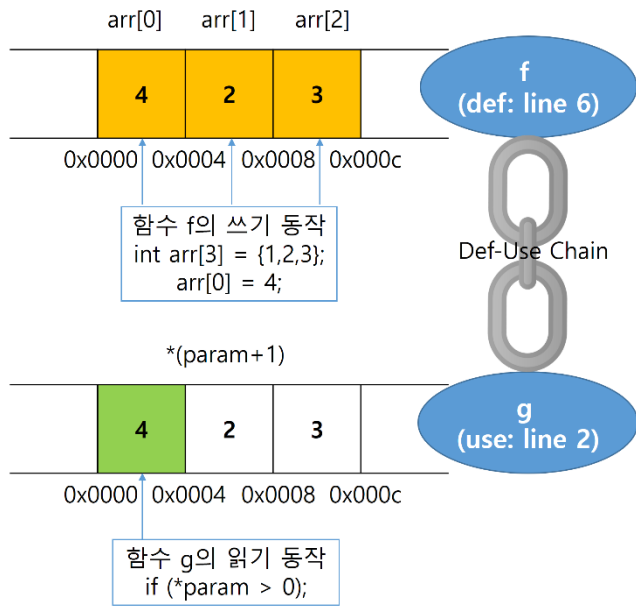 arr[0] arr[1] arr[2]
4 2 3
f
(def: line 6)
0x0000 0x0004 0x0008 0x000c
함수 f의 쓰기 동작
int arr[3] = {1,2,3};
arr[0] = 4;
Def-Use Chain
*(param+1)
4 2 3
g
(use: line 2)
0x0000 0x0004 0x0008 0x000c
함수 g의 읽기 동작
if (*param > 0);